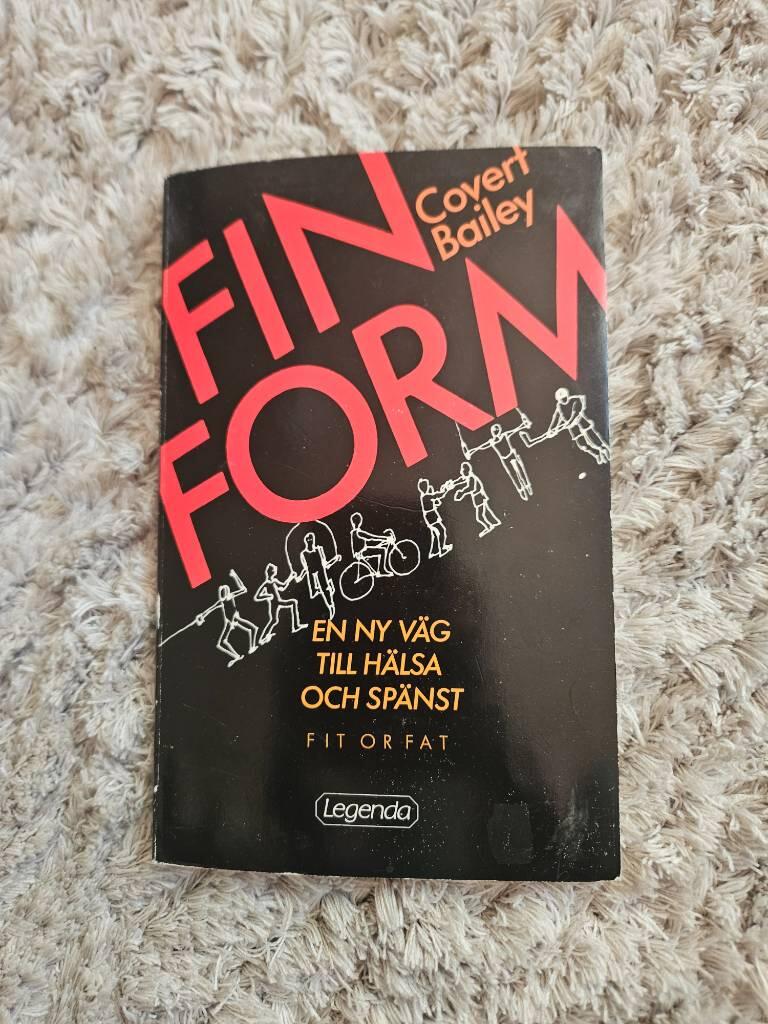 FIN
FORM
Covert
Bailey
EN NY VÄG
TILL HÄLSA
OCH SPÄNST
FIT OR FAT
Legenda